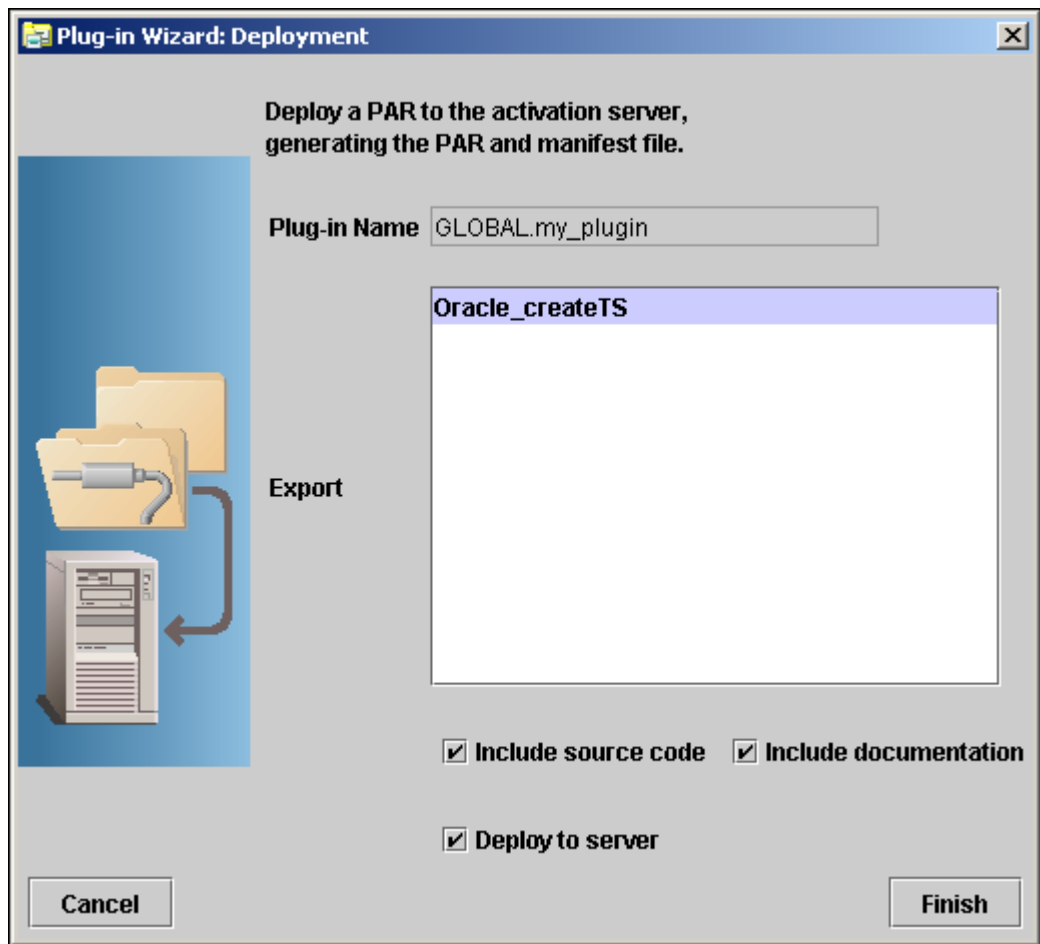 Plug-in Wizard: Deployment
Deploy a PAR to the activation server,
generating the PAR and manifest file.
Plug-in Name GLOBAL.my_plugin
Oracle_createTS
Export
Include source code Include documentation
Deploy to server
Cancel Finish